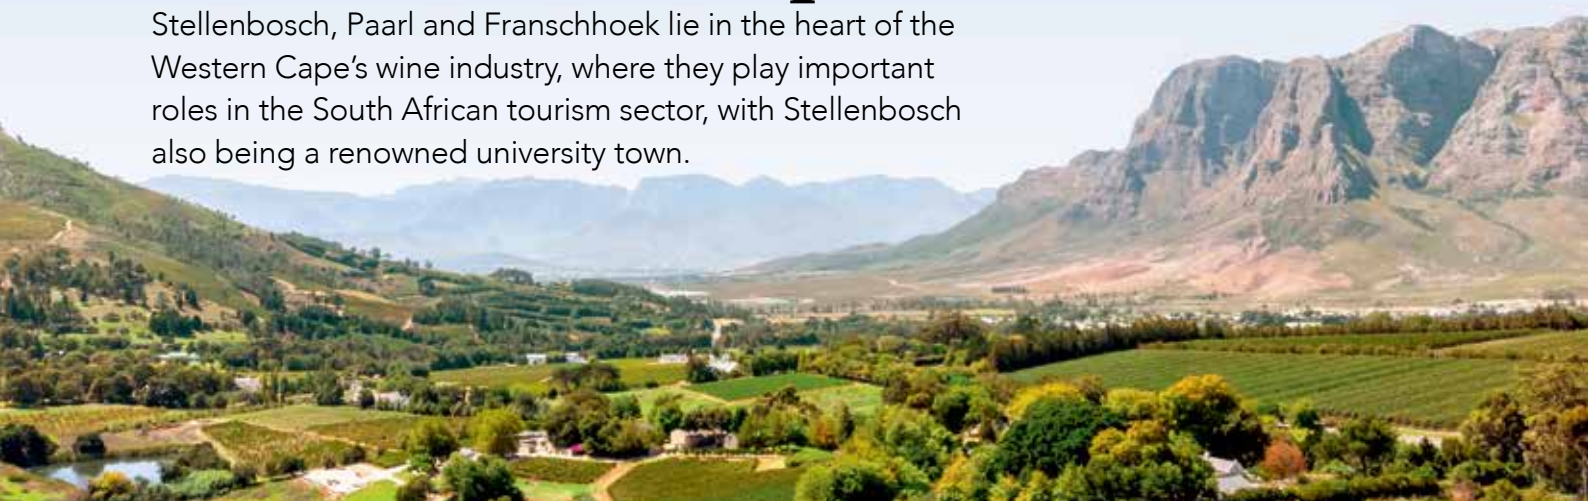 Stellenbosch, Paarl and Franschhoek lie in the heart of the
Western Cape’s wine industry, where they play important
roles in the South African tourism sector, with Stellenbosch
also being a renowned university town.